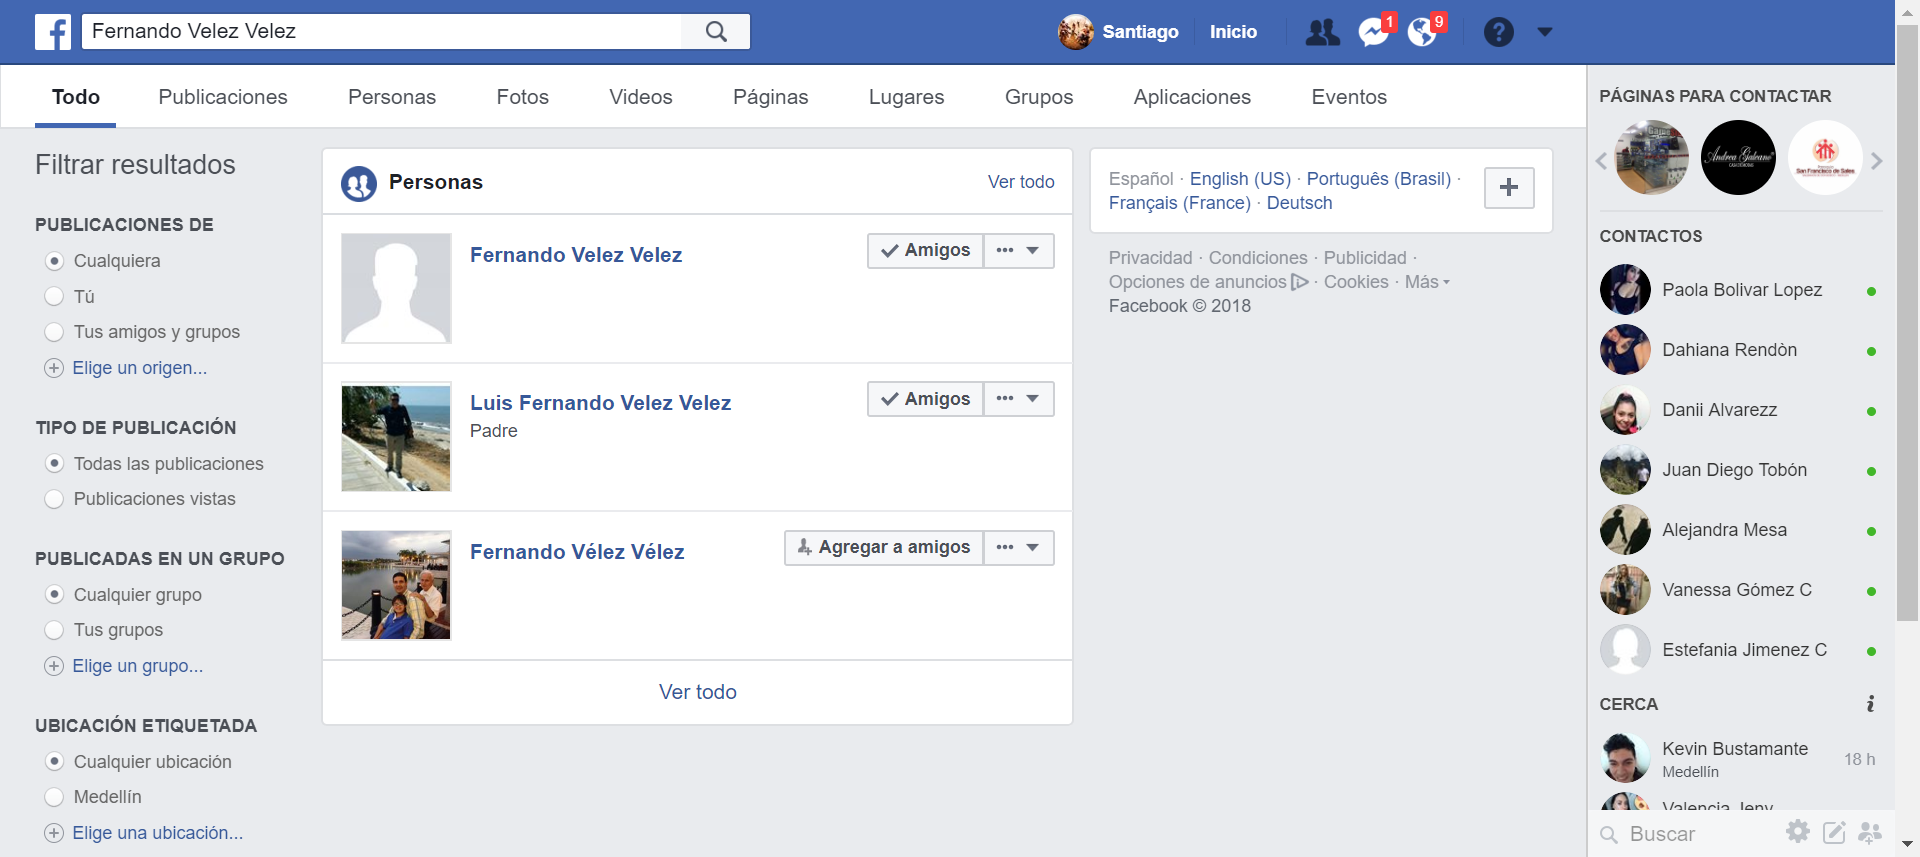 Fernando Velez Velez
Santiago
Inicio
1
9
Todo
Publicaciones
Personas
Fotos
Videos
Páginas
Lugares
Grupos
Aplicaciones
Eventos
Filtrar resultados
PUBLICACIONES DE
Cualquiera
Tú
Tus amigos y grupos
Elige un origen...
TIPO DE PUBLICACIÓN
Todas las publicaciones
Publicaciones vistas
PUBLICADAS EN UN GRUPO
Cualquier grupo
Tus grupos
Elige un grupo...
UBICACIÓN ETIQUETADA
Cualquier ubicación
Medellín
Elige una ubicación...
Personas
Ver todo
Fernando Velez Velez
Amigos
Luis Fernando Velez Velez
Padre
Amigos
Fernando Vélez Vélez
Agregar a amigos
Ver todo
Español · English (US) · Português (Brasil) ·
Français (France) · Deutsch
Privacidad · Condiciones · Publicidad ·
Opciones de anuncios · Cookies · Más
Facebook © 2018
PÁGINAS PARA CONTACTAR
Andrea Galeano
San Francisco de Sales
CONTACTOS
Paola Bolivar Lopez
Dahiana Rendòn
Danii Alvarezz
Juan Diego Tobón
Alejandra Mesa
Vanessa Gómez C
Estefania Jimenez C
CERCA
Kevin Bustamante
Medellín
18 h
Valencia Jeny
Buscar